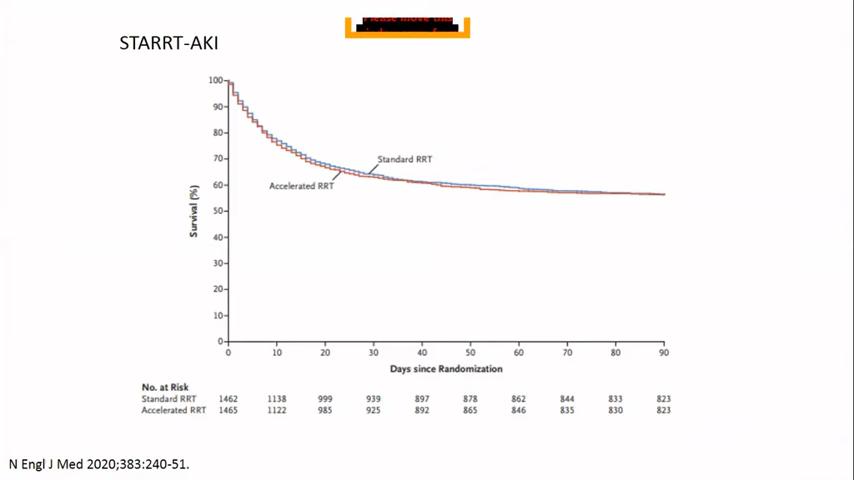 Please move this
STARRT-AKI
100
90
80
70
60
50
40
30
20
10
0
Survival (%)
Standard RRT
Accelerated RRT
0 10 20 30 40 50 60 70 80 90
Days since Randomization
No. at Risk
Standard RRT 1462 1138 999 939 897 878 862 844 833 823
Accelerated RRT 1465 1122 985 925 892 865 846 835 830 823
N Engl J Med 2020;383:240-51.